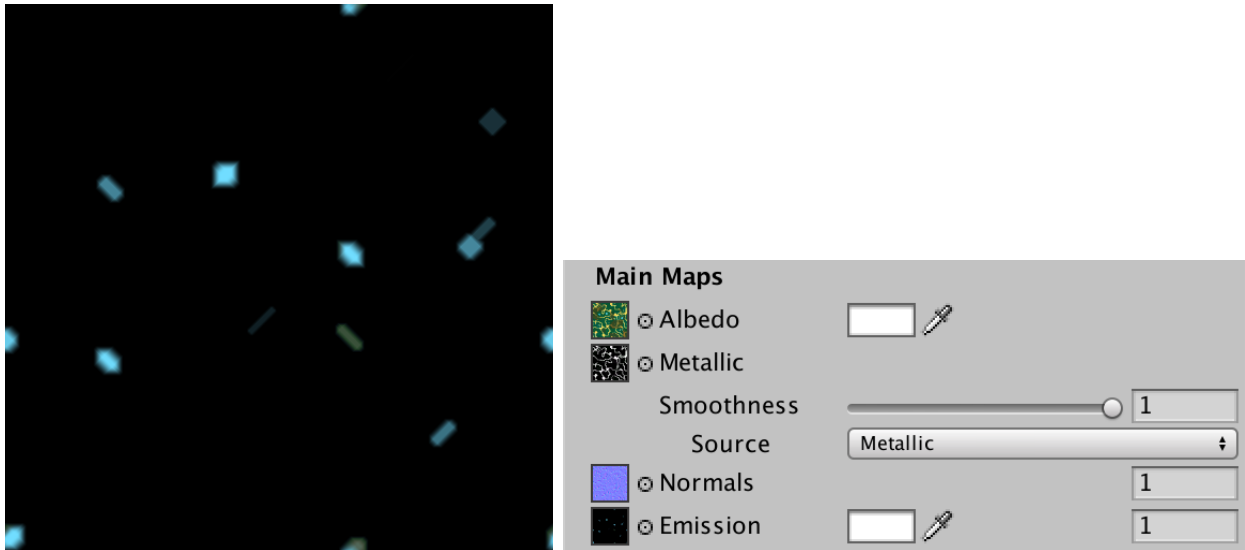 Main Maps
Albedo
Metallic
Smoothness 1
Source Metallic
Normals 1
Emission 1